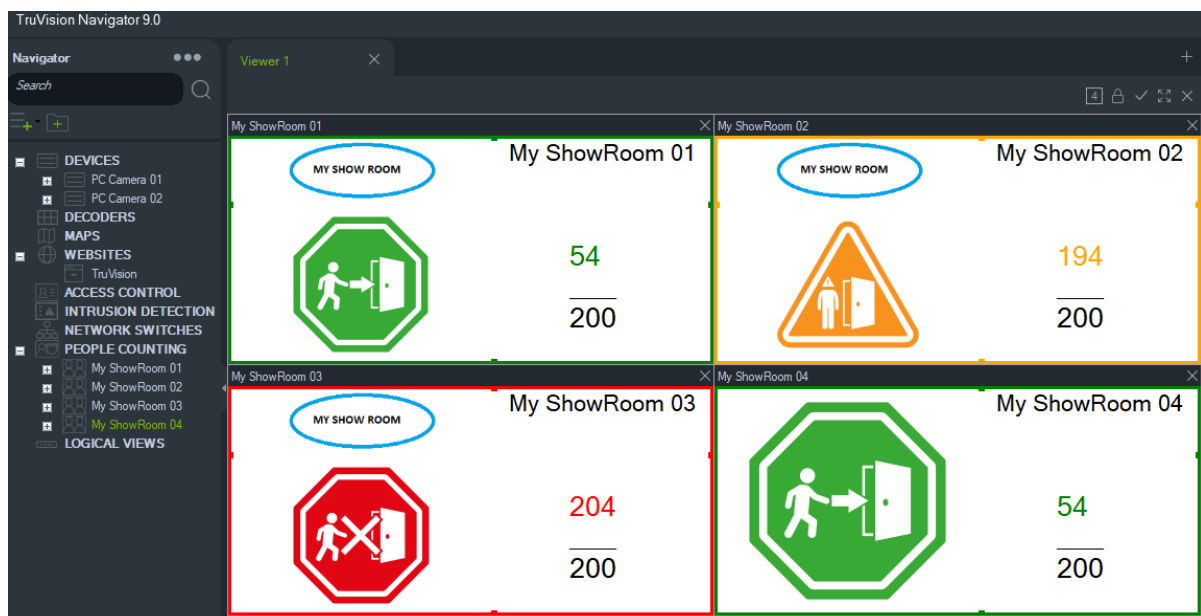 TruVision Navigator 9.0
Navigator
Search
DEVICES
PC Camera 01
PC Camera 02
DECODERS
MAPS
WEBSITES
TruVision
ACCESS CONTROL
INTRUSION DETECTION
NETWORK SWITCHES
PEOPLE COUNTING
My ShowRoom 01
My ShowRoom 02
My ShowRoom 03
My ShowRoom 04
LOGICAL VIEWS
Viewer 1
4
My ShowRoom 01
MY SHOW ROOM
My ShowRoom 01
54
200
My ShowRoom 02
MY SHOW ROOM
My ShowRoom 02
194
200
My ShowRoom 03
MY SHOW ROOM
My ShowRoom 03
204
200
My ShowRoom 04
My ShowRoom 04
54
200